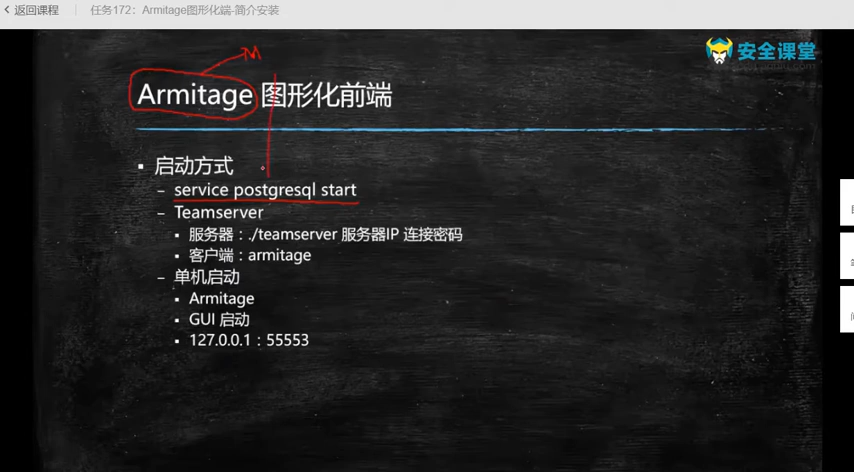 返回课程 任务172：Armitage图形化端-简介安装
安全课堂
M
Armitage 图形化前端
▪ 启动方式
– service postgresql start
– Teamserver
▪ 服务器：./teamserver 服务器IP 连接密码
▪ 客户端：armitage
– 单机启动
▪ Armitage
▪ GUI 启动
▪ 127.0.0.1：55553